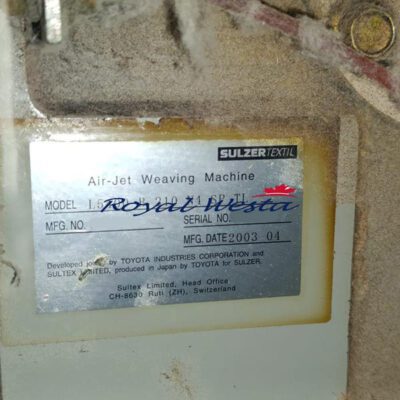 SULZERTEXTIL
Air-Jet Weaving Machine
MODEL
Royal Westa
MFG.NO. SERIAL NO.
MFG. DATE 2003 04
Developed jointly by TOYOTA INDUSTRIES CORPORATION and
SULTEX LIMITED, produced in Japan by TOYOTA for SULZER.
Sultex Limited, Head Office
CH-8630 Ruti (ZH), Switzerland